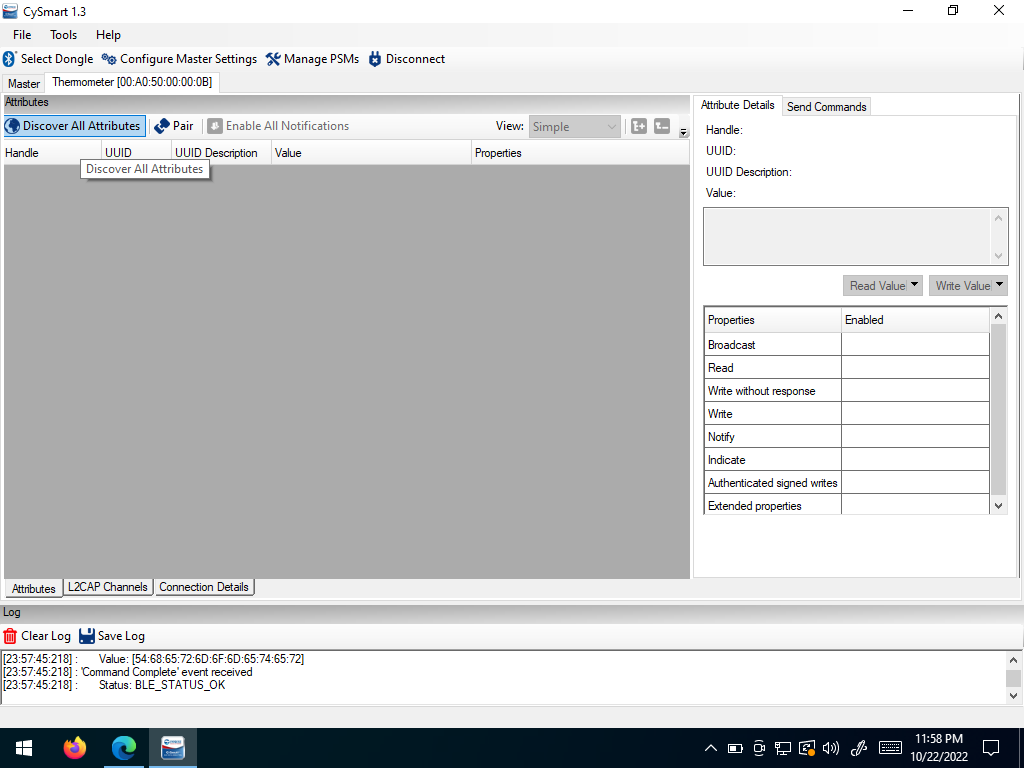 CySmart 1.3
File Tools Help
Select Dongle Configure Master Settings Manage PSMs Disconnect
Master Thermometer [00:A0:50:00:00:0B]
Attributes
Discover All Attributes Pair Enable All Notifications View: Simple
Handle UUID UUID Description Value Properties
Discover All Attributes
Attribute Details Send Commands
Handle:
UUID:
UUID Description:
Value:
Read Value Write Value
Properties Enabled
Broadcast
Read
Write without response
Write
Notify
Indicate
Authenticated signed writes
Extended properties
Attributes L2CAP Channels Connection Details
Log
Clear Log Save Log
[23:57:45:218] : Value: [54:68:65:72:6D:6F:6D:65:74:65:72]
[23:57:45:218] : 'Command Complete' event received
[23:57:45:218] : Status: BLE_STATUS_OK
11:58 PM
10/22/2022